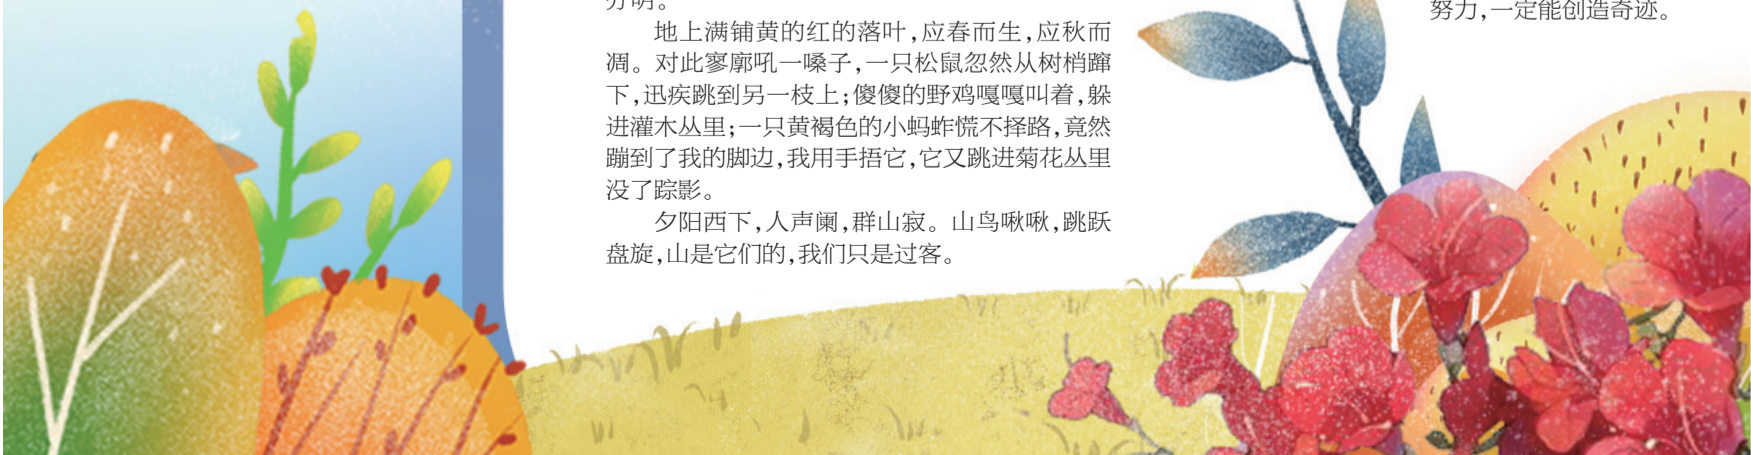 分明。
地上满铺黄的红的落叶,应春而生,应秋而
凋。对此寥廓吼一嗓子,一只松鼠忽然从树梢蹿
下,迅疾跳到另一枝上;傻傻的野鸡嘎嘎叫着,躲
进灌木丛里;一只黄褐色的小蚂蚱慌不择路,竟然
蹦到了我的脚边,我用手捂它,它又跳进菊花丛里
没了踪影。
夕阳西下,人声阑,群山寂。山鸟啾啾,跳跃
盘旋,山是它们的,我们只是过客。
努力,一定能创造奇迹。